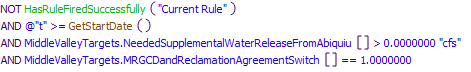 NOT HasRuleFiredSuccessfully ( "Current Rule" )
AND @"t" >= GetStartDate ()
AND MiddleValleyTargets.NeededSupplementalWaterReleaseFromAbiquiu [] > 0.0000000 "cfs"
AND MiddleValleyTargets.MRGCDandReclamationAgreementSwitch [] == 1.0000000